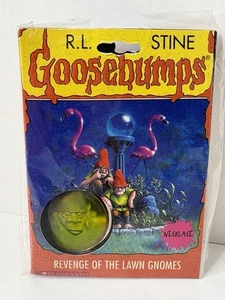 R.L. STINE
Goosebumps
NECKLACE
REVENGE OF THE LAWN GNOMES